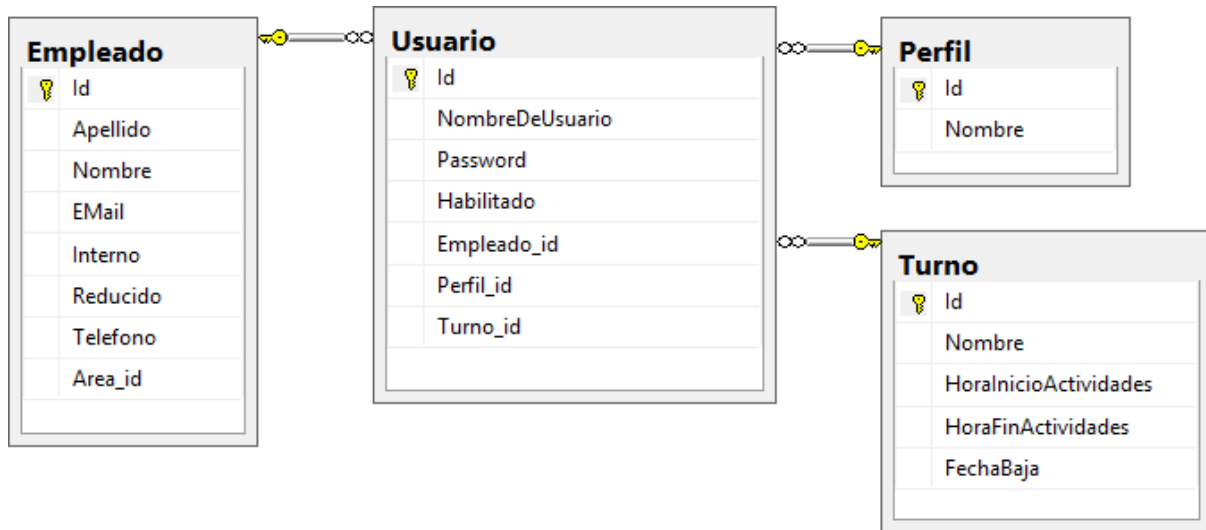 Empleado
Id
Apellido
Nombre
EMail
Interno
Reducido
Telefono
Area_id
Usuario
Id
NombreDeUsuario
Password
Habilitado
Empleado_id
Perfil_id
Turno_id
Perfil
Id
Nombre
Turno
Id
Nombre
HoraInicioActividades
HoraFinActividades
FechaBaja